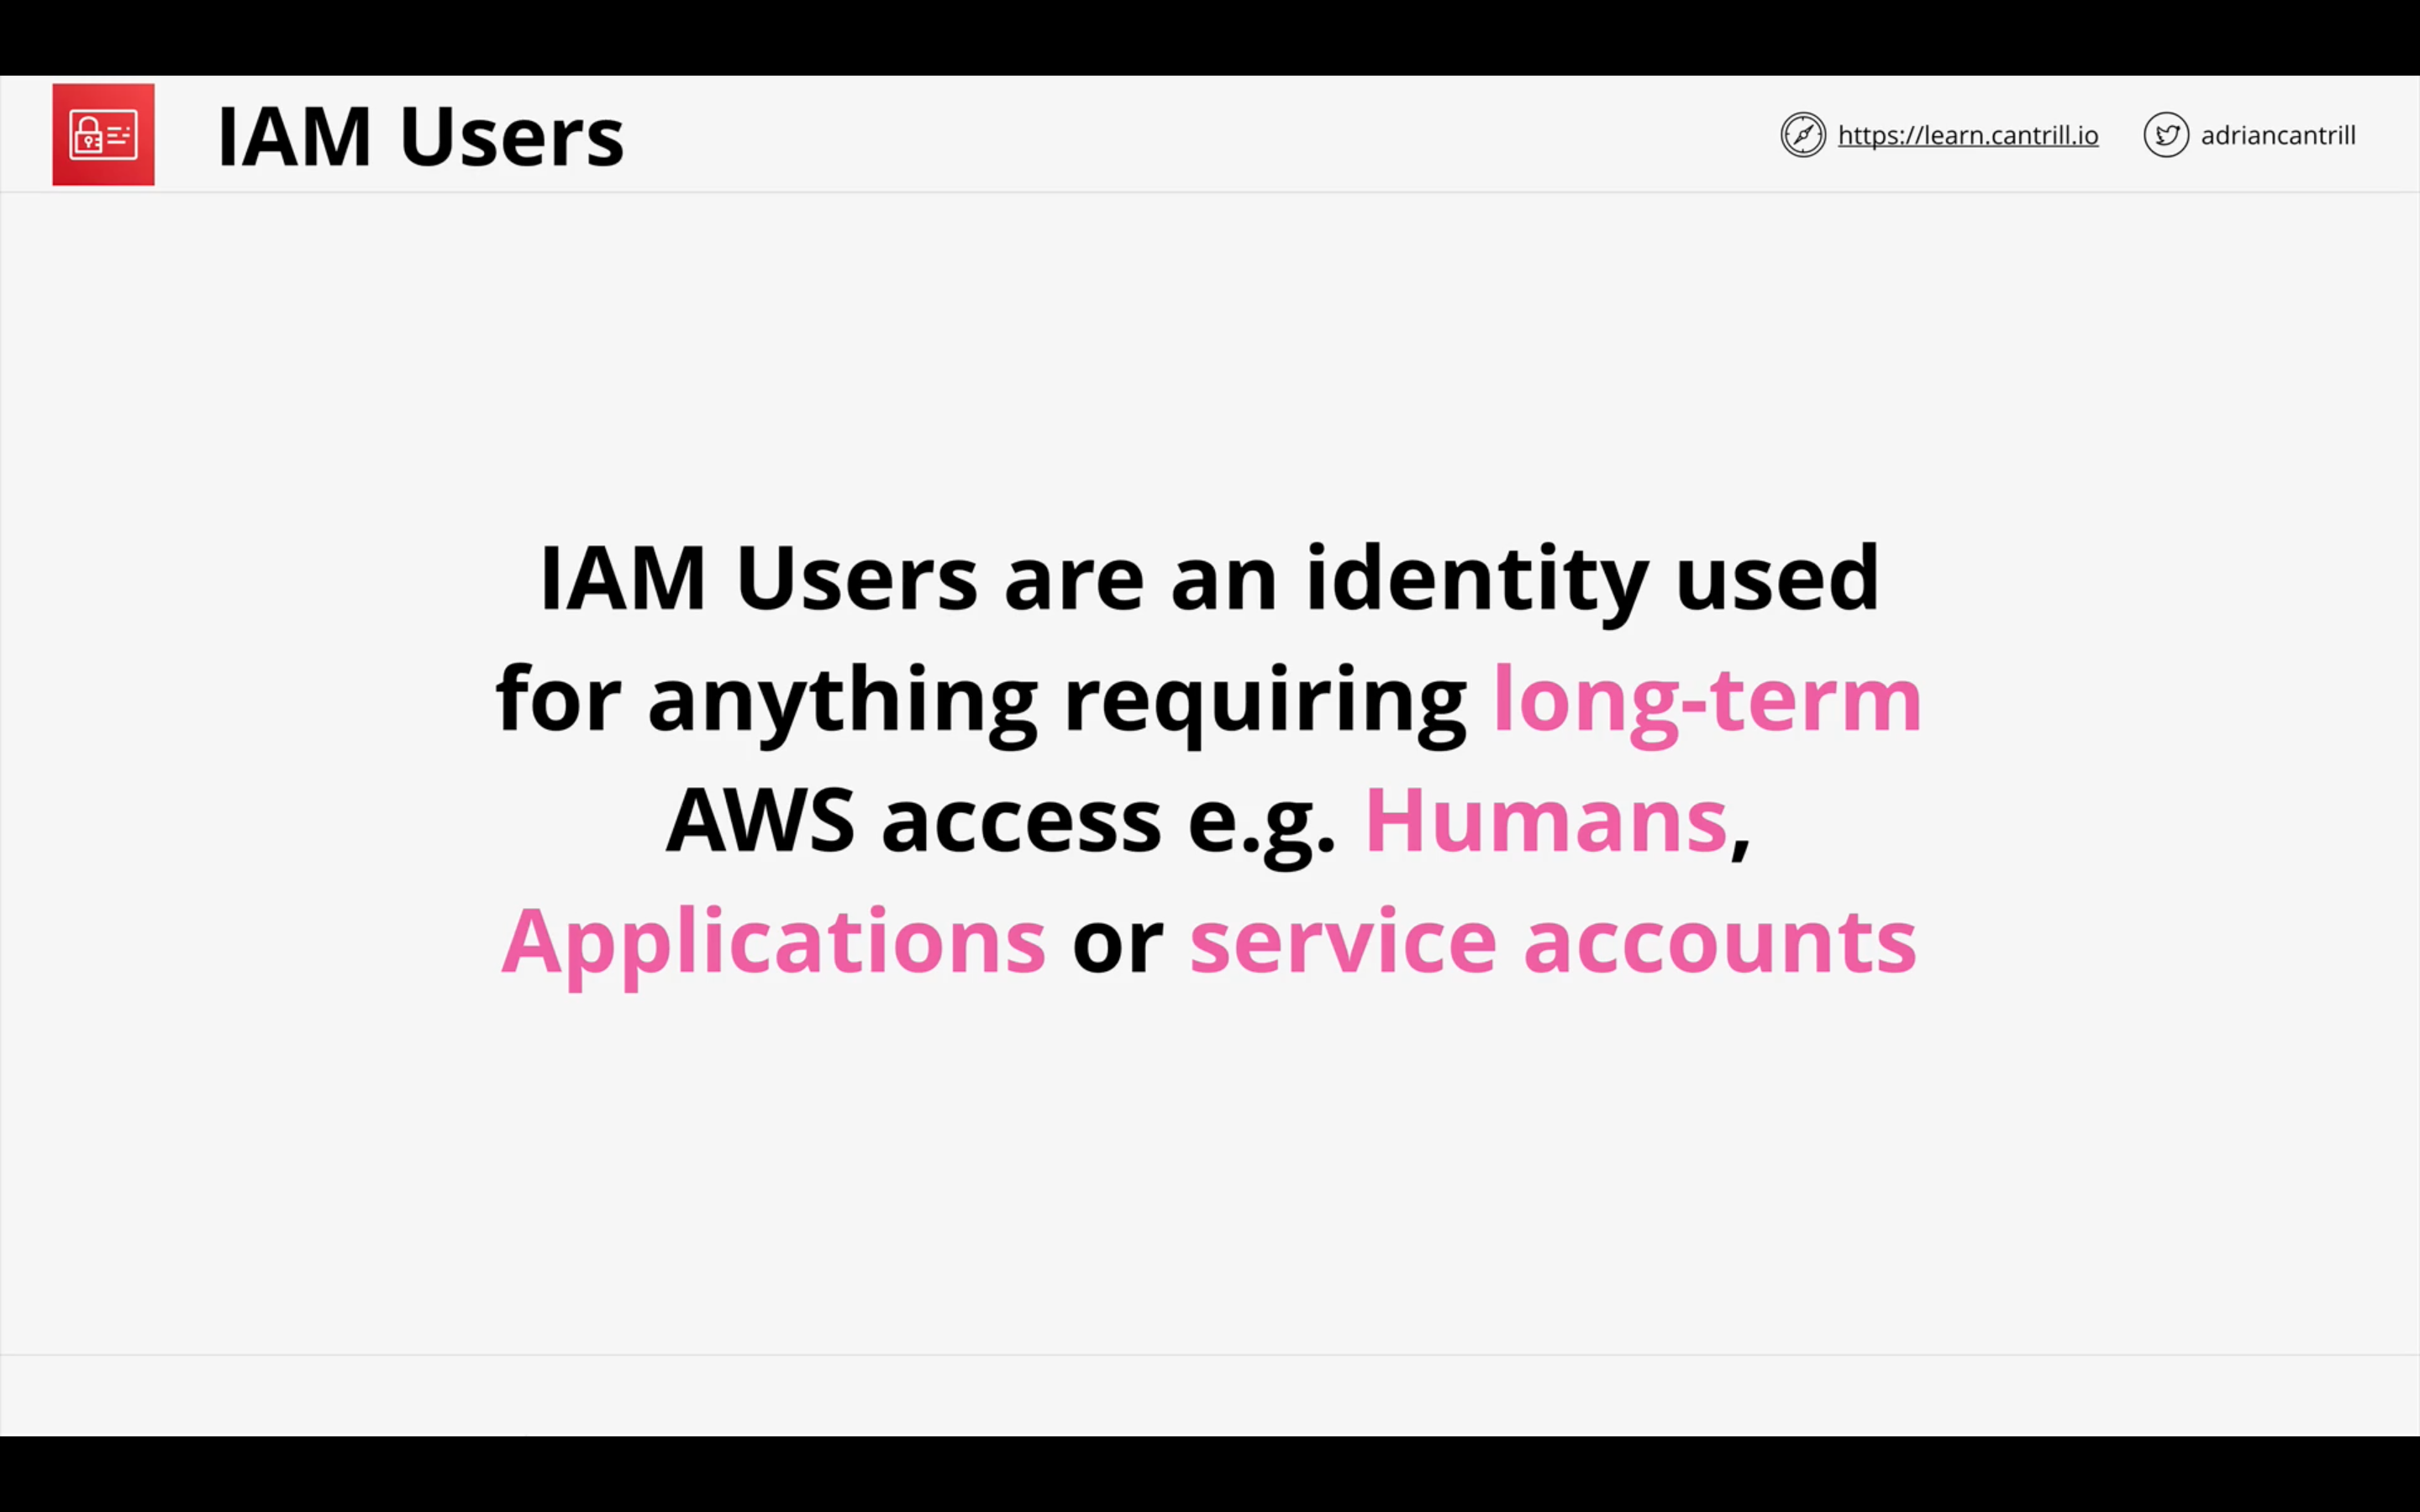 IAM Users
https://learn.cantrill.io
adriancantrill
IAM Users are an identity used
for anything requiring long-term
AWS access e.g. Humans,
Applications or service accounts